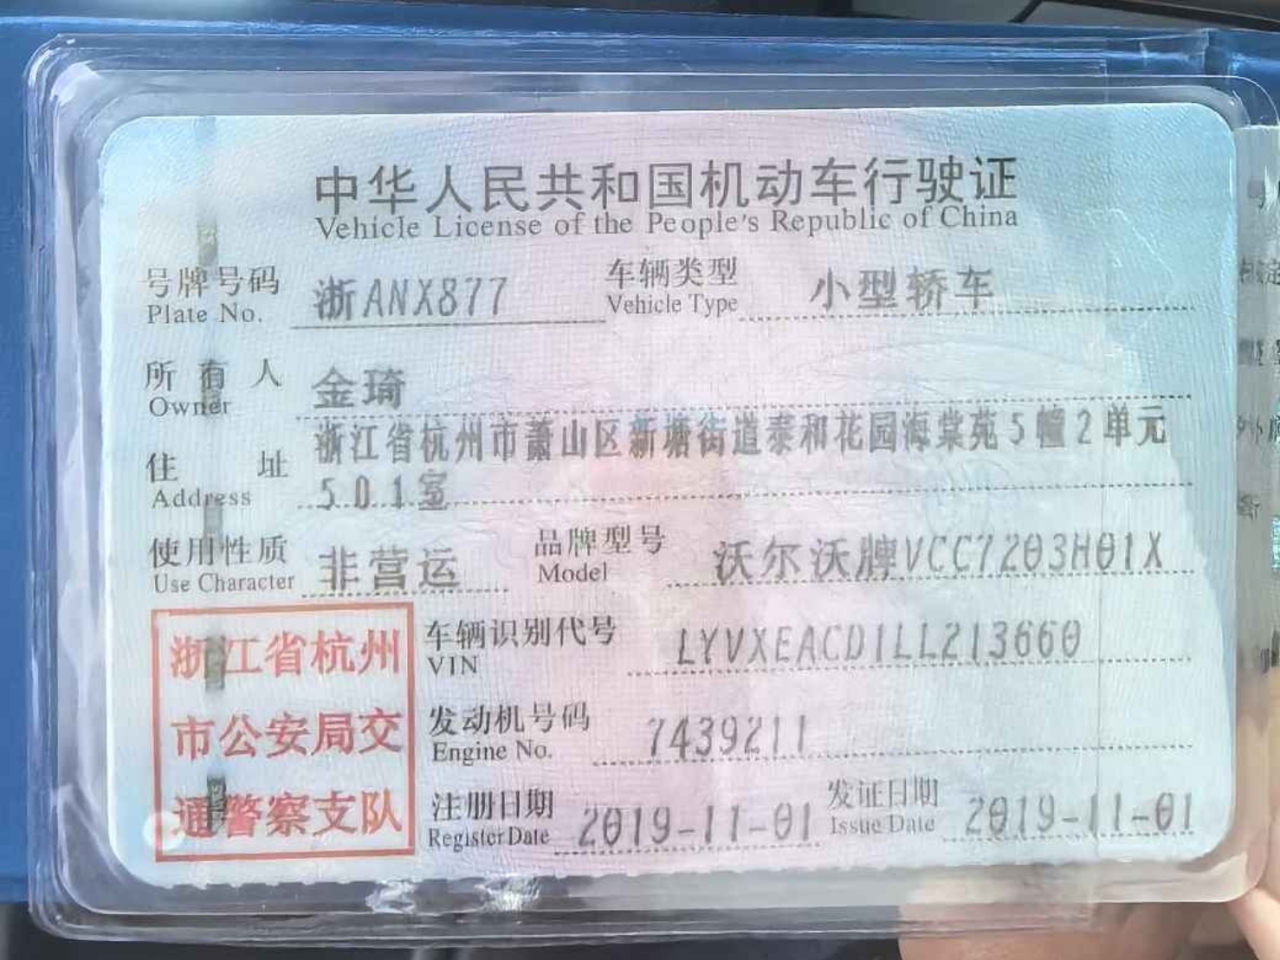 中华人民共和国机动车行驶证
Vehicle License of the People's Republic of China
号牌号码 浙ANX877 车辆类型 小型轿车
Plate No. Vehicle Type
所有人 金琦
Owner
浙江省杭州市萧山区新塘街道泰和花园海棠苑5幢2单元
住址 501室
Address
使用性质 非营运 品牌型号 沃尔沃牌VCC7203H01X
Use Character Model
浙江省杭州 车辆识别代号 LYVXEACD1LL213660
VIN
市公安局交 发动机号码 7439211
Engine No.
通警察支队 注册日期 2019-11-01 发证日期 2019-11-01
Register Date Issue Date